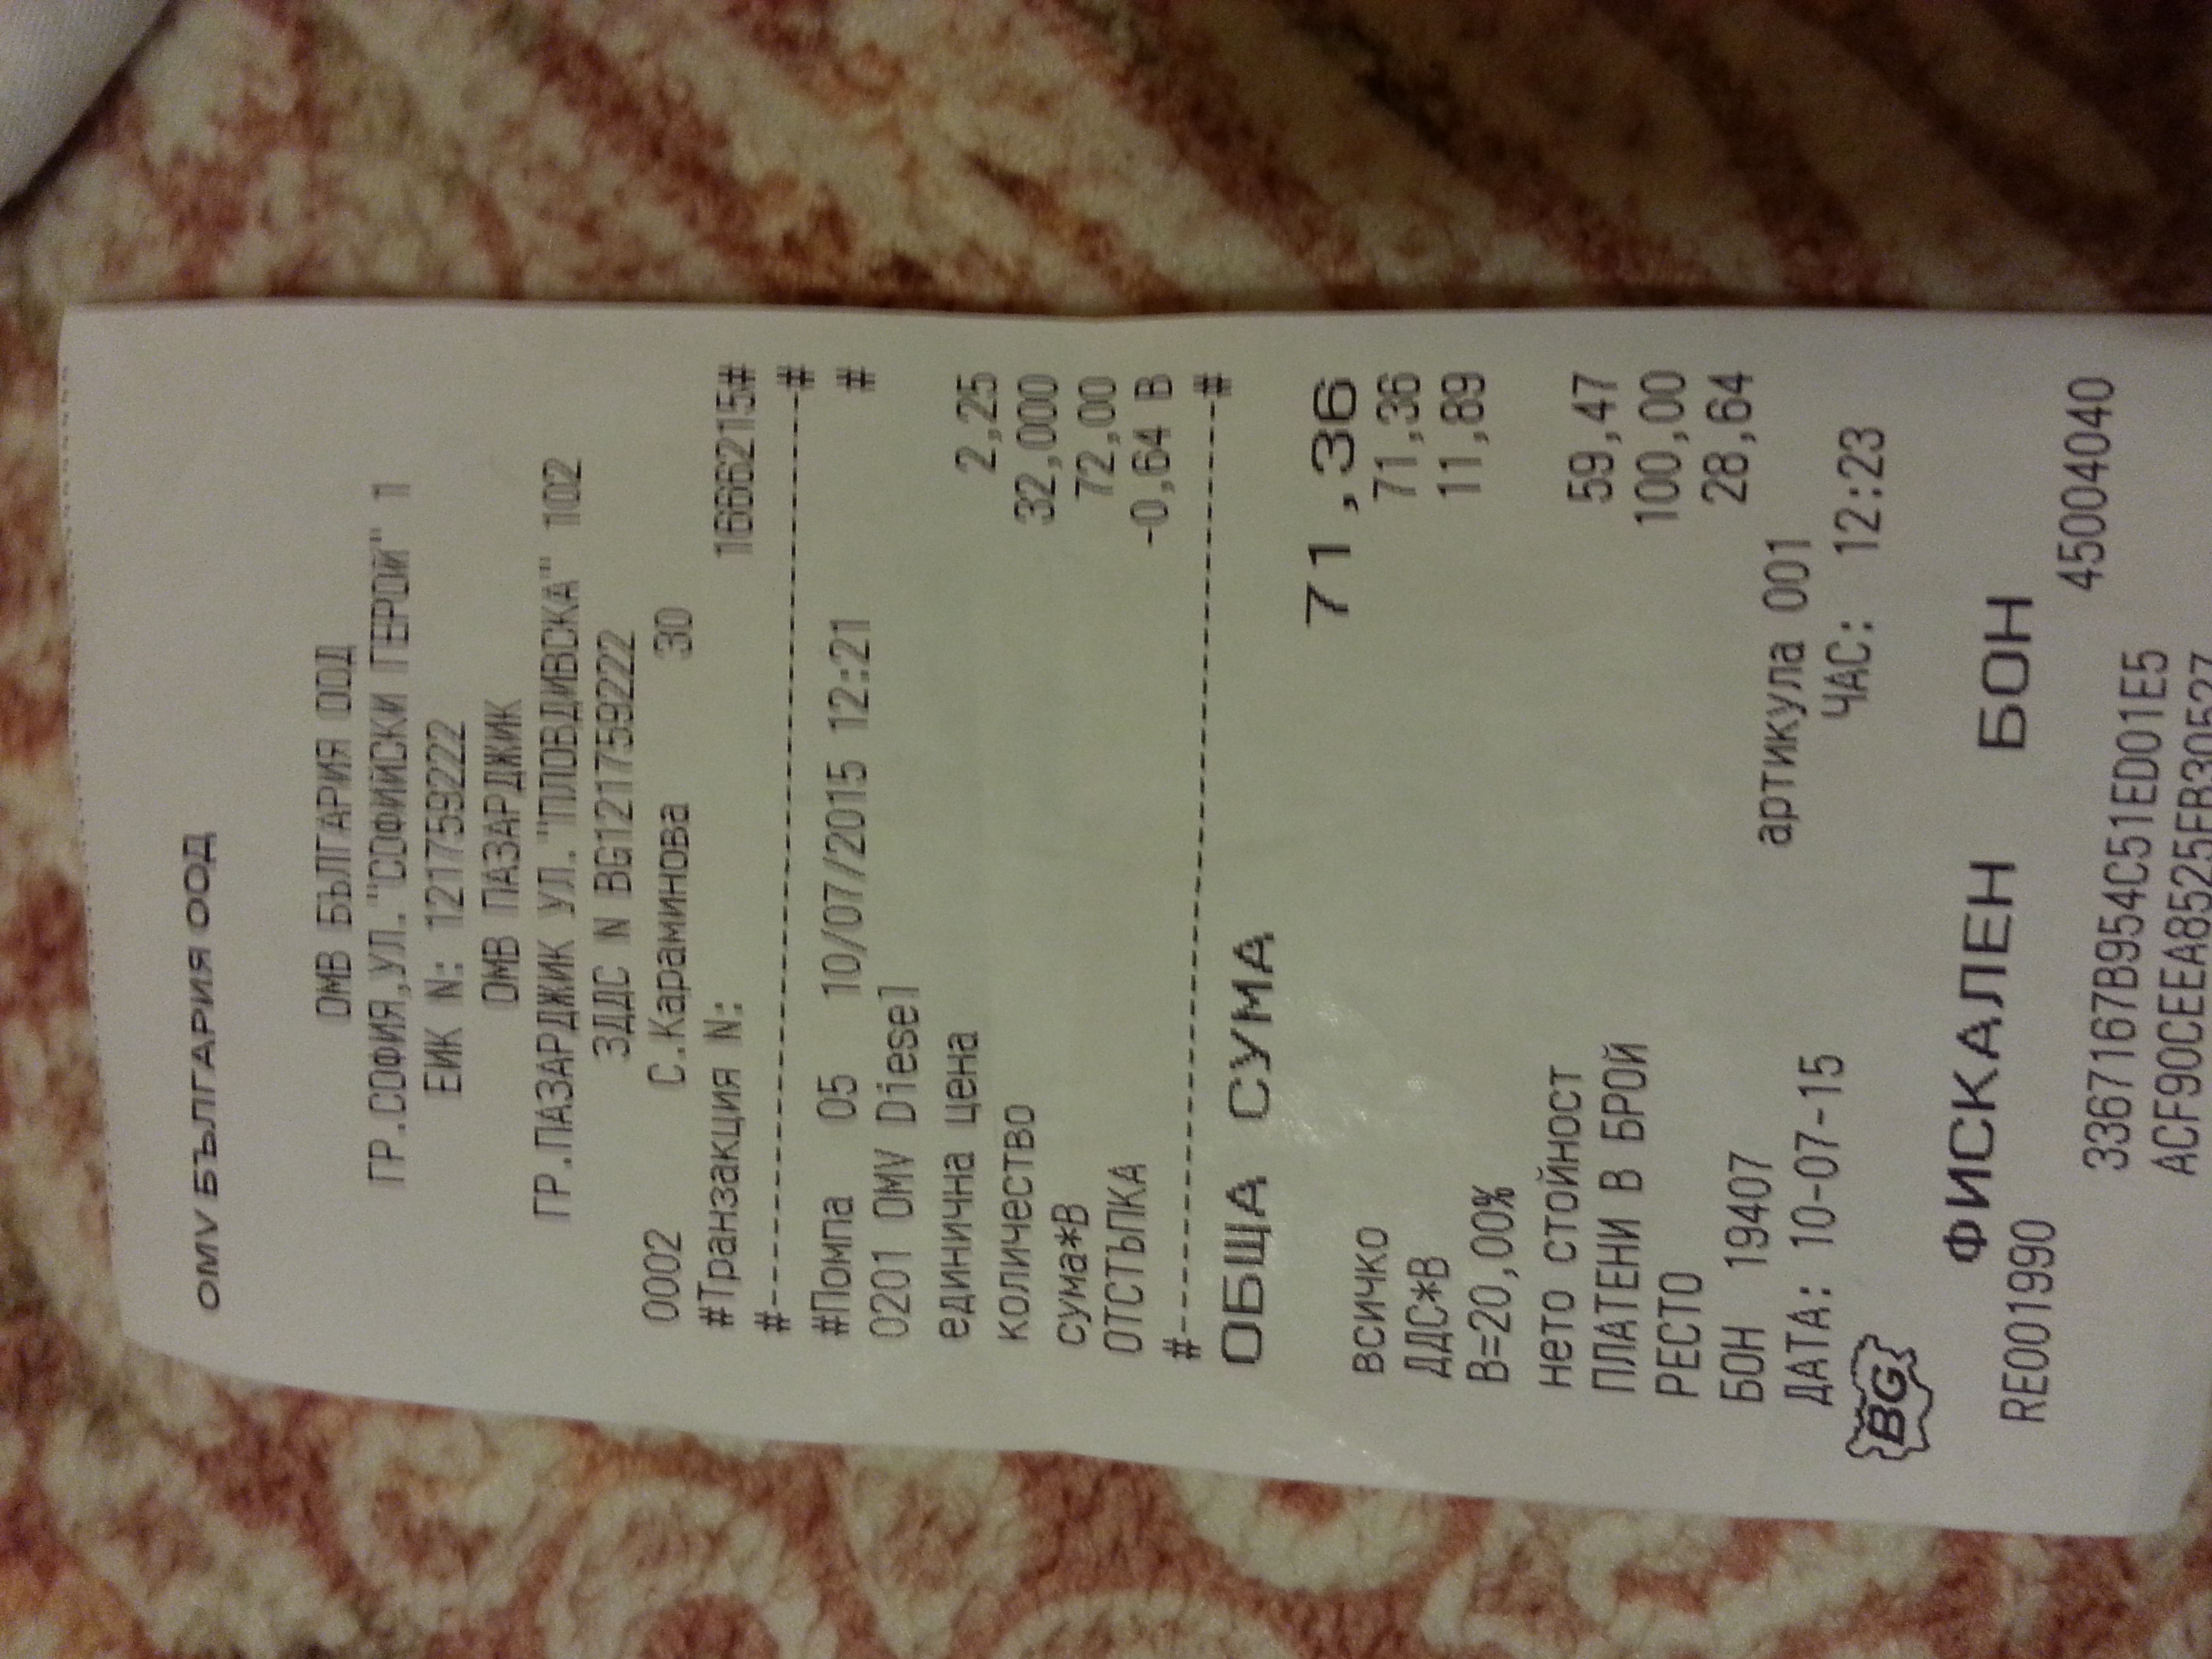 OMV БЪЛГАРИЯ ООД
ОМВ БЪЛГАРИЯ ООД
ГР.СОФИЯ,УЛ."СОФИЙСКИ ГЕРОЙ" 1
ЕИК N: 121759222
ОМВ ПАЗАРДЖИК
ГР.ПАЗАРДЖИК УЛ."ПЛОВДИВСКА" 102
ЗДДС N BG121759222
0002 С.Караминова 30
#Транзакция N: 1666215#
#--------------------------------------#
#Помпа 05 10/07/2015 12:21 #
0201 OMV Diesel
единична цена 2,25
количество 32,000
сума*В 72,00
ОТСТЪПКА -0,64 В
#--------------------------------------#
ОБЩА СУМА
71,36
всичко 71,36
ДДС*В 11,89
В=20,00%
нето стойност 59,47
ПЛАТЕНИ В БРОЙ 100,00
РЕСТО 28,64
БОН 19407 артикула 001
ДАТА: 10-07-15 ЧАС: 12:23
BG
ФИСКАЛЕН БОН
RE001990 45004040
3367167B954C51ED01E5
ACF90CEEA8525EB30527